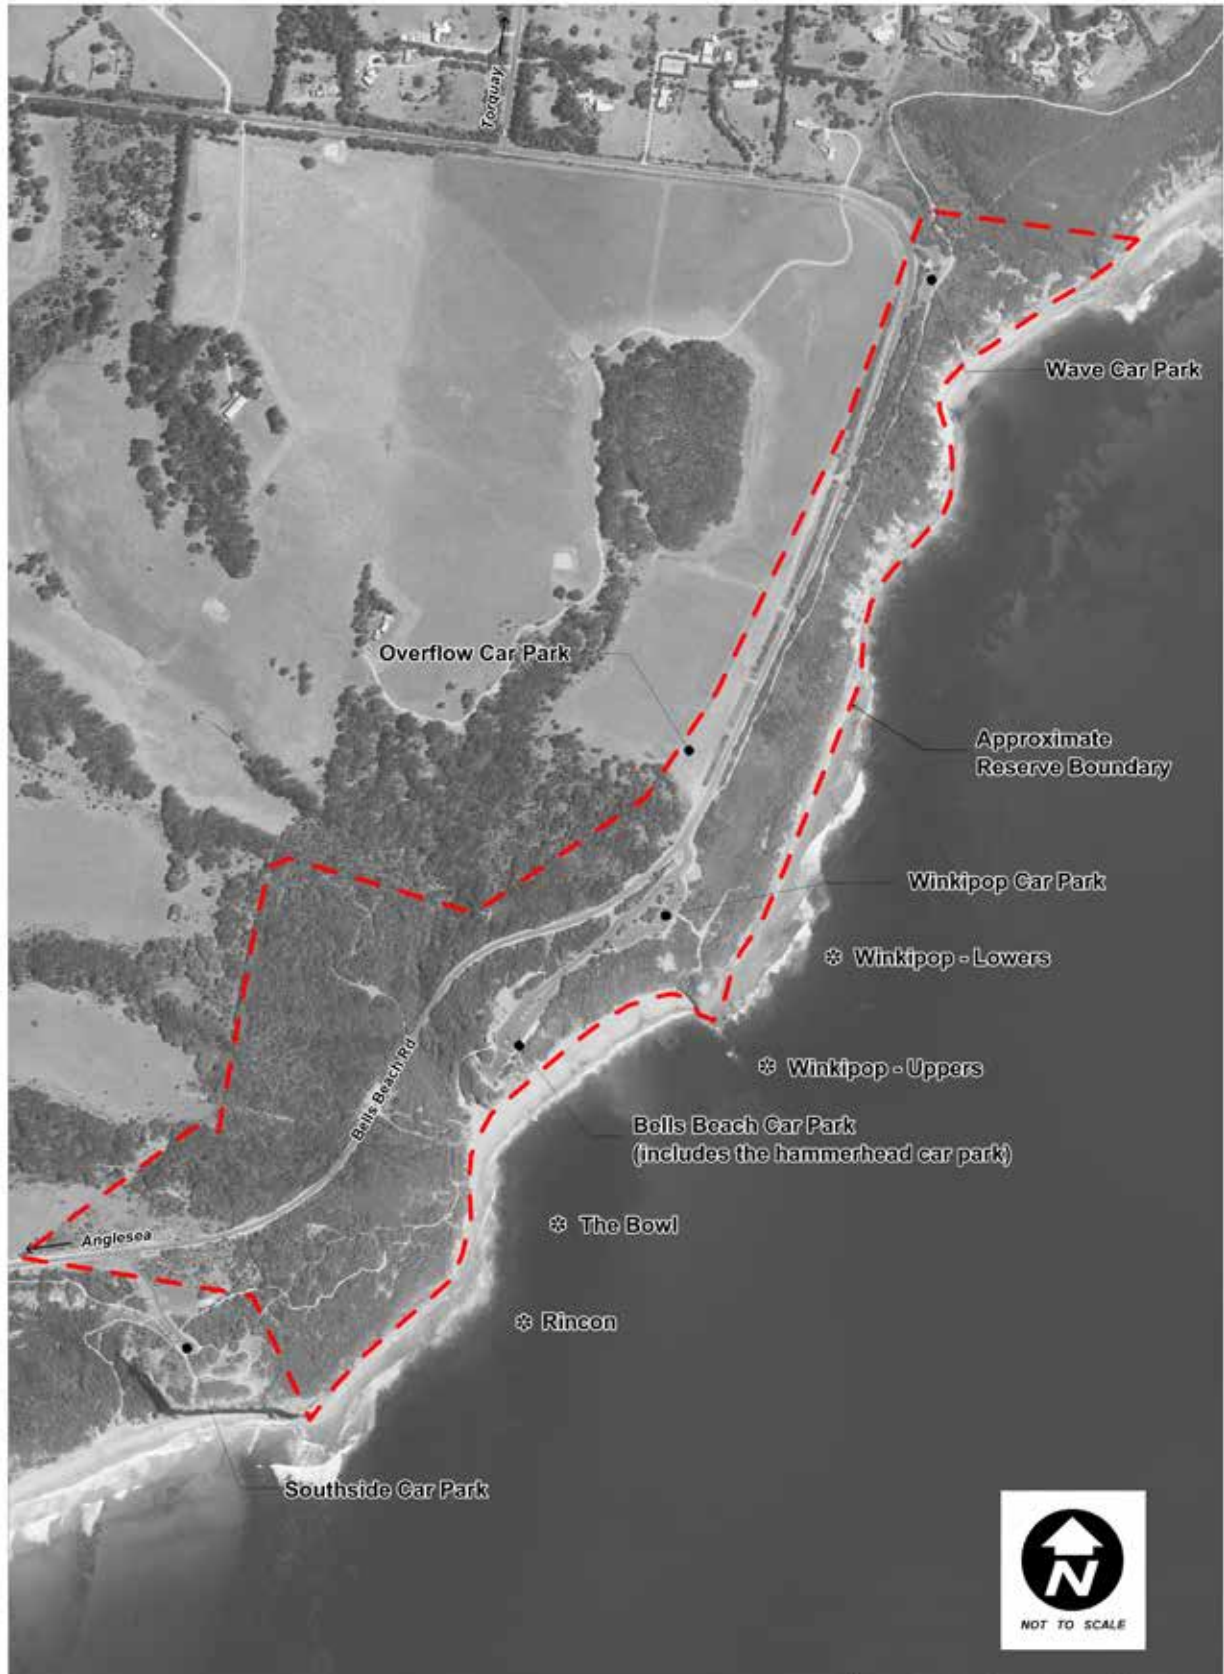 Torquay
Wave Car Park
Overflow Car Park
Approximate
Reserve Boundary
Winkipop Car Park
Winkipop - Lowers
Bells Beach Rd
Winkipop - Uppers
Bells Beach Car Park
(includes the hammerhead car park)
The Bowl
Anglesea
Rincon
Southside Car Park
N
NOT TO SCALE